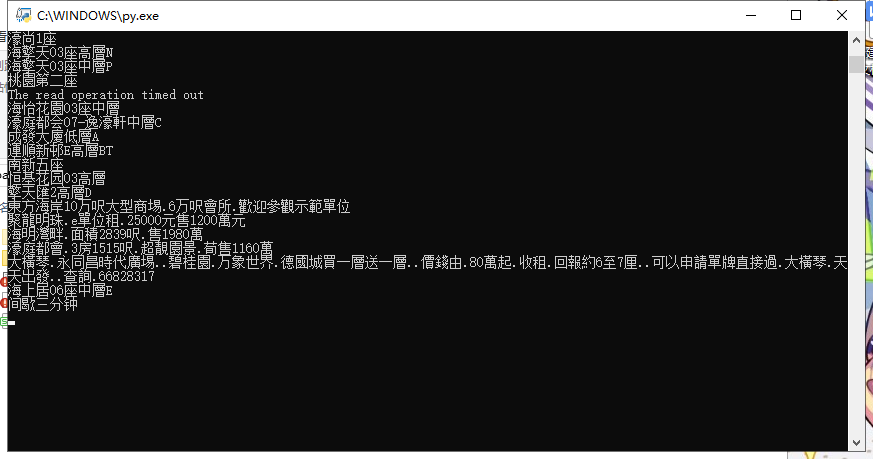 C:\WINDOWS\py.exe
濠尚1座
海擎天03座高層N
海擎天03座中層P
桃園第二座
The read operation timed out
海怡花園03座中層
濠庭都会07-逸濠軒中層C
成發大廈低層A
運順新邨E高層BT
南新五座
恒基花园03高層
擎天匯2高層D
東方海岸10万呎大型商場.6万呎會所.歡迎參觀示範單位
聚龍明珠.e單位租.25000元售1200萬元
海明灣畔.面積2839呎.售1980萬
濠庭都會.3房1515呎.超靚園景.荀售1160萬
大橫琴.永同昌時代廣場..碧桂園.万象世界.德國城買一層送一層..價錢由.80萬起.收租.回報約6至7厘..可以申請單牌直接過.大橫琴.天
天出發..查詢.66828317
海上居06座中層E
间歇三分钟